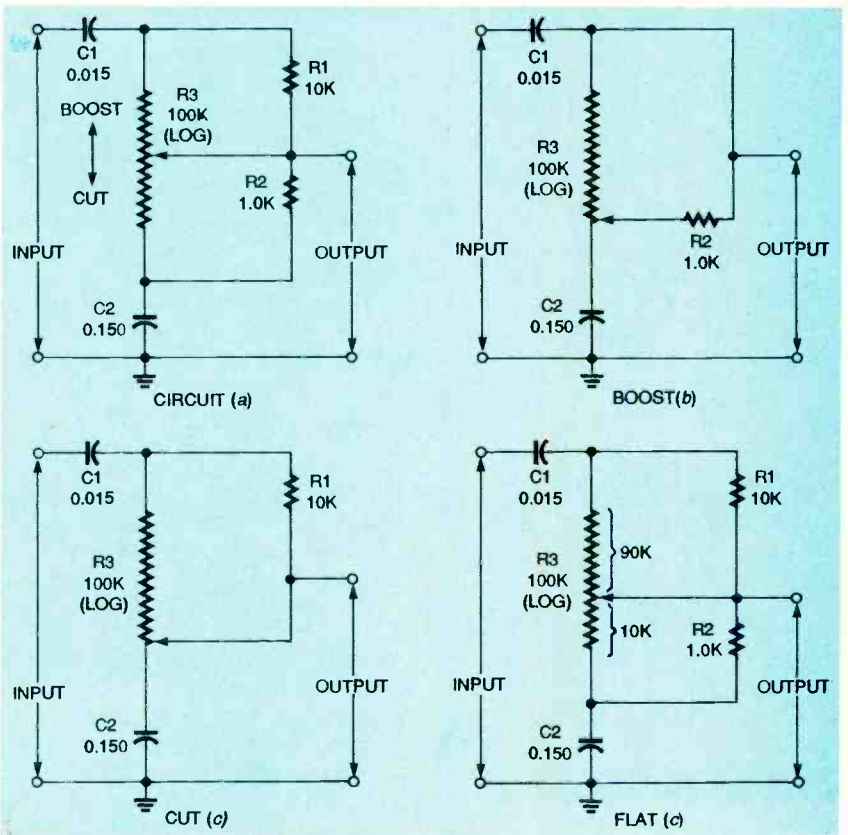 C1
0.015
R1
10K
R3
100K
(LOG)
BOOST
CUT
R2
1.0K
INPUT
OUTPUT
C2
0.150
CIRCUIT (a)
C1
0.015
R3
100K
(LOG)
R2
1.0K
INPUT
OUTPUT
C2
0.150
BOOST(b)
C1
0.015
R1
10K
R3
100K
(LOG)
INPUT
OUTPUT
C2
0.150
CUT (c)
C1
0.015
R1
10K
90K
R3
100K
(LOG)
10K
R2
1.0K
INPUT
OUTPUT
C2
0.150
FLAT (c)